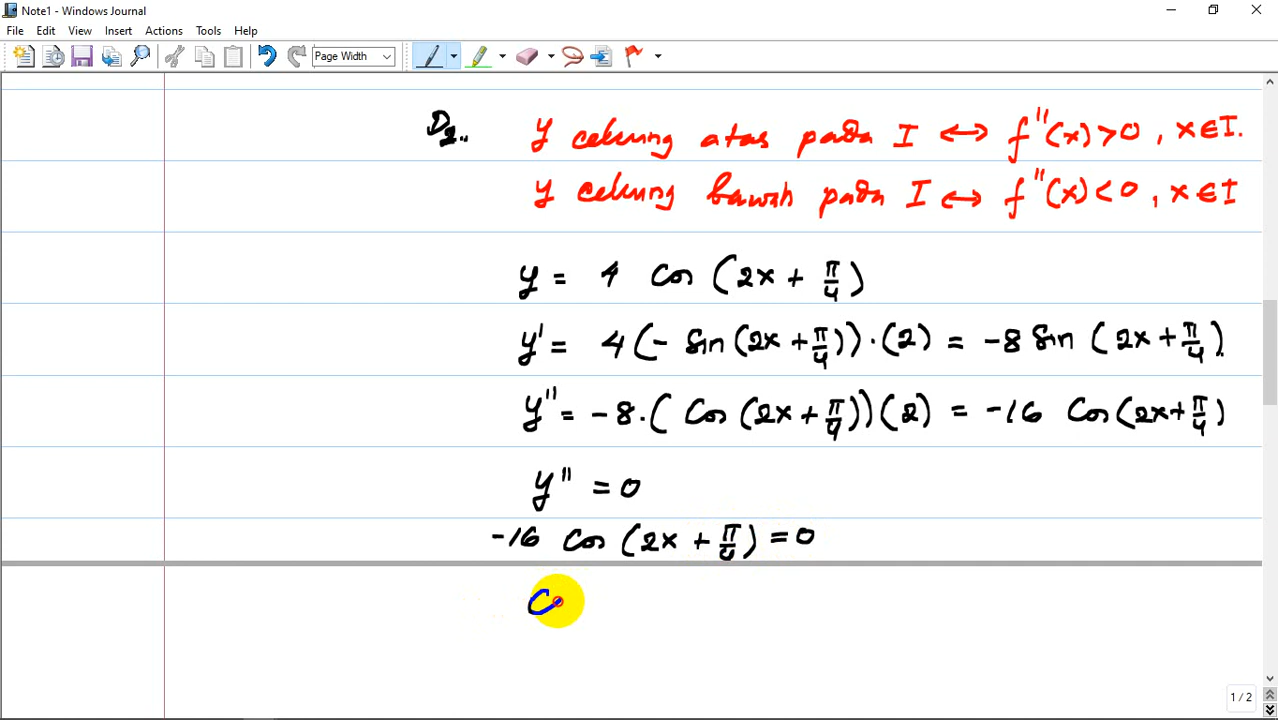 Note1 - Windows Journal
File Edit View Insert Actions Tools Help
Page Width
D2.. y cekung atas pada I ↔ f''(x) > 0 , x ∈ I.
y cekung bawah pada I ↔ f''(x) < 0 , x ∈ I
y = 4 cos (2x + π/4)
y' = 4(- sin(2x + π/4))·(2) = -8 sin (2x + π/4).
y'' = -8·( cos(2x + π/4))(2) = -16 cos(2x + π/4)
y'' = 0
-16 cos (2x + π/4) = 0
C
1 / 2